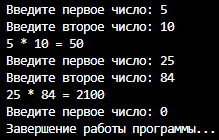 Введите первое число: 5
Введите второе число: 10
5 * 10 = 50
Введите первое число: 25
Введите второе число: 84
25 * 84 = 2100
Введите первое число: 0
Завершение работы программы...